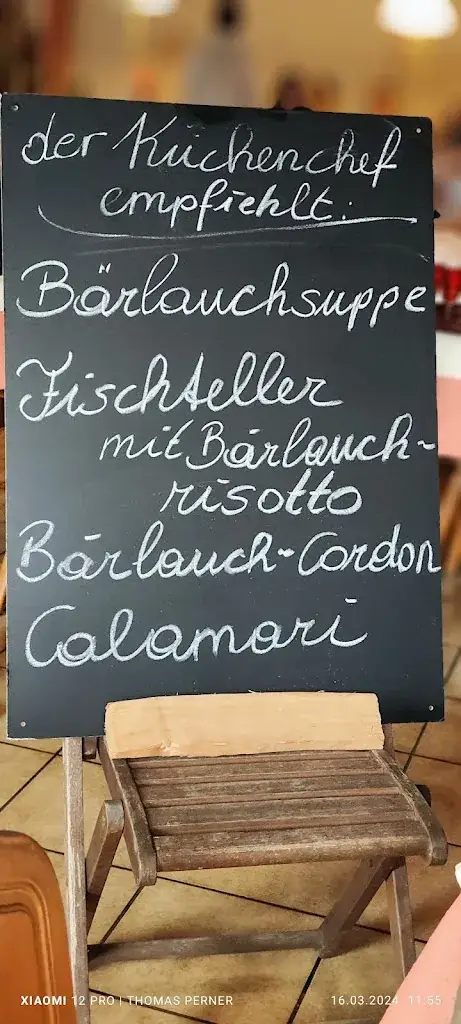 der Küchenchef
empfiehlt:
Bärlauchsuppe
Fischteller
mit Bärlauch-
risotto
Bärlauch-Cordon
Calamari
XIAOMI 12 PRO | THOMAS PERNER 16.03.2024 11:55